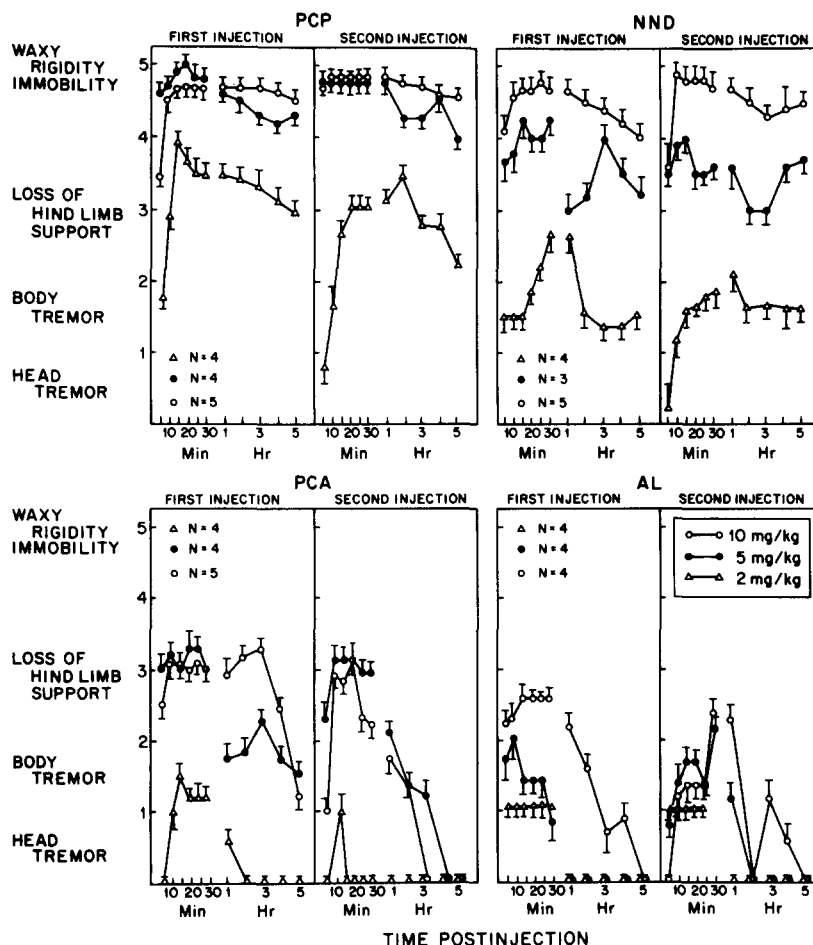 PCP
NND
FIRST INJECTION
SECOND INJECTION
FIRST INJECTION
SECOND INJECTION
WAXY
RIGIDITY
IMMOBILITY
5
4
LOSS OF
HIND LIMB
SUPPORT
3
2
BODY
TREMOR
1
HEAD
TREMOR
△ N=4
● N=4
○ N=5
△ N=4
● N=3
○ N=5
10 20 30 1 3 5
10 20 30 1 3 5
10 20 30 1 3 5
10 20 30 1 3 5
Min Hr
Min Hr
Min Hr
Min Hr
PCA
AL
FIRST INJECTION
SECOND INJECTION
FIRST INJECTION
SECOND INJECTION
WAXY
RIGIDITY
IMMOBILITY
5
4
LOSS OF
HIND LIMB
SUPPORT
3
2
BODY
TREMOR
1
HEAD
TREMOR
△ N=4
● N=4
○ N=5
△ N=4
● N=4
○ N=4
○—○ 10 mg/kg
●—● 5 mg/kg
△—△ 2 mg/kg
10 20 30 1 3 5
10 20 30 1 3 5
10 20 30 1 3 5
10 20 30 1 3 5
Min Hr
Min Hr
Min Hr
Min Hr
TIME POSTINJECTION